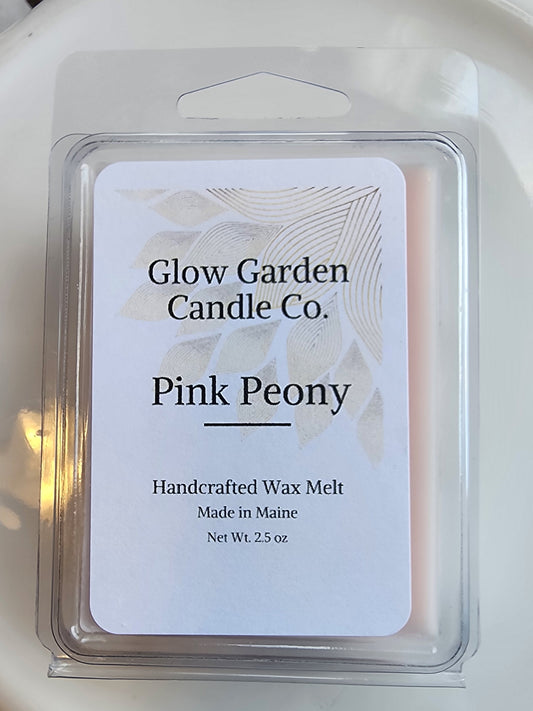 Glow Garden
Candle Co.
Pink Peony
Handcrafted Wax Melt
Made in Maine
Net Wt. 2.5 oz